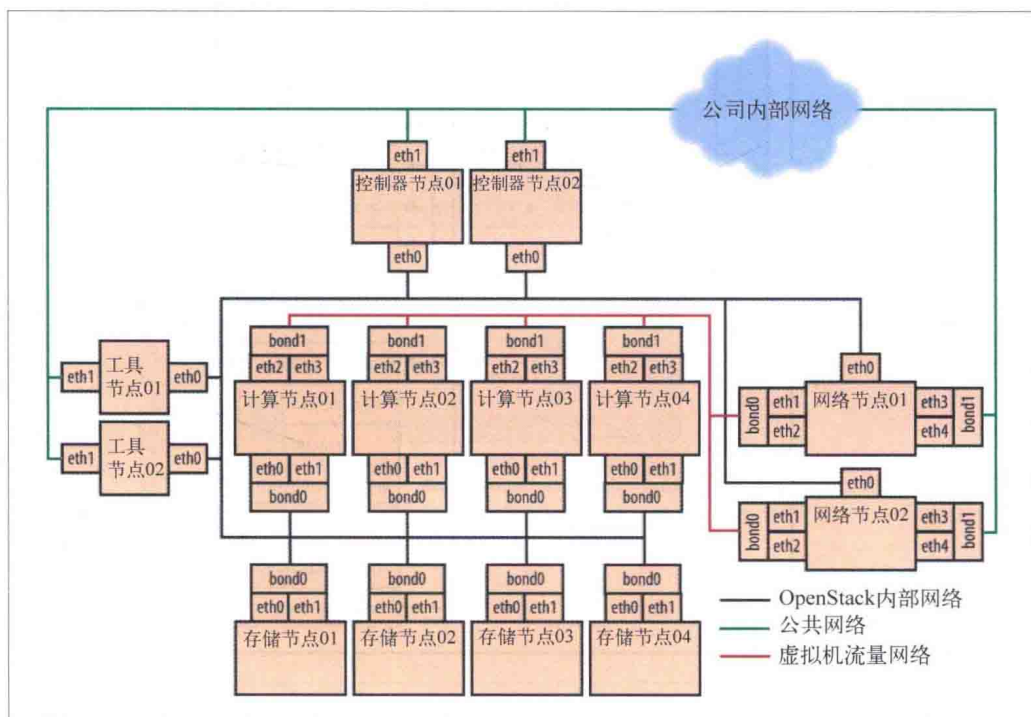 公司内部网络
eth1
eth1
控制器节点01
控制器节点02
eth0
eth0
bond1
bond1
bond1
bond1
eth2 eth3
eth2 eth3
eth2 eth3
eth2 eth3
计算节点01
计算节点02
计算节点03
计算节点04
eth0 eth1
eth0 eth1
eth0 eth1
eth0 eth1
bond0
bond0
bond0
bond0
eth1
工具
节点01
eth0
eth1
工具
节点02
eth0
eth0
bond0
eth1
eth2
网络节点01
eth3
eth4
bond1
eth0
bond0
eth1
eth2
网络节点02
eth3
eth4
bond1
bond0
bond0
bond0
bond0
eth0 eth1
eth0 eth1
eth0 eth1
eth0 eth1
存储节点01
存储节点02
存储节点03
存储节点04
OpenStack内部网络
公共网络
虚拟机流量网络